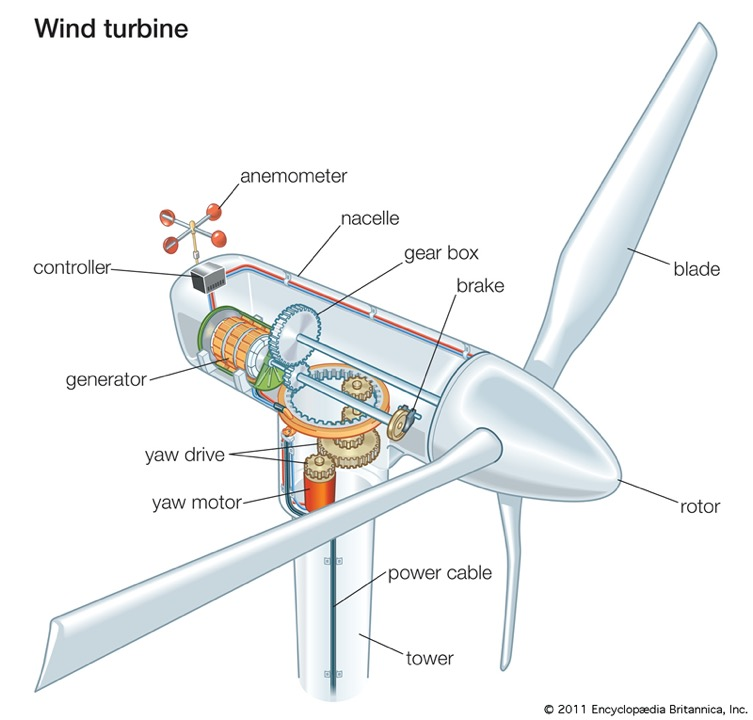 Wind turbine
anemometer
nacelle
gear box
controller
blade
brake
generator
yaw drive
yaw motor
rotor
power cable
tower
© 2011 Encyclopædia Britannica, Inc.